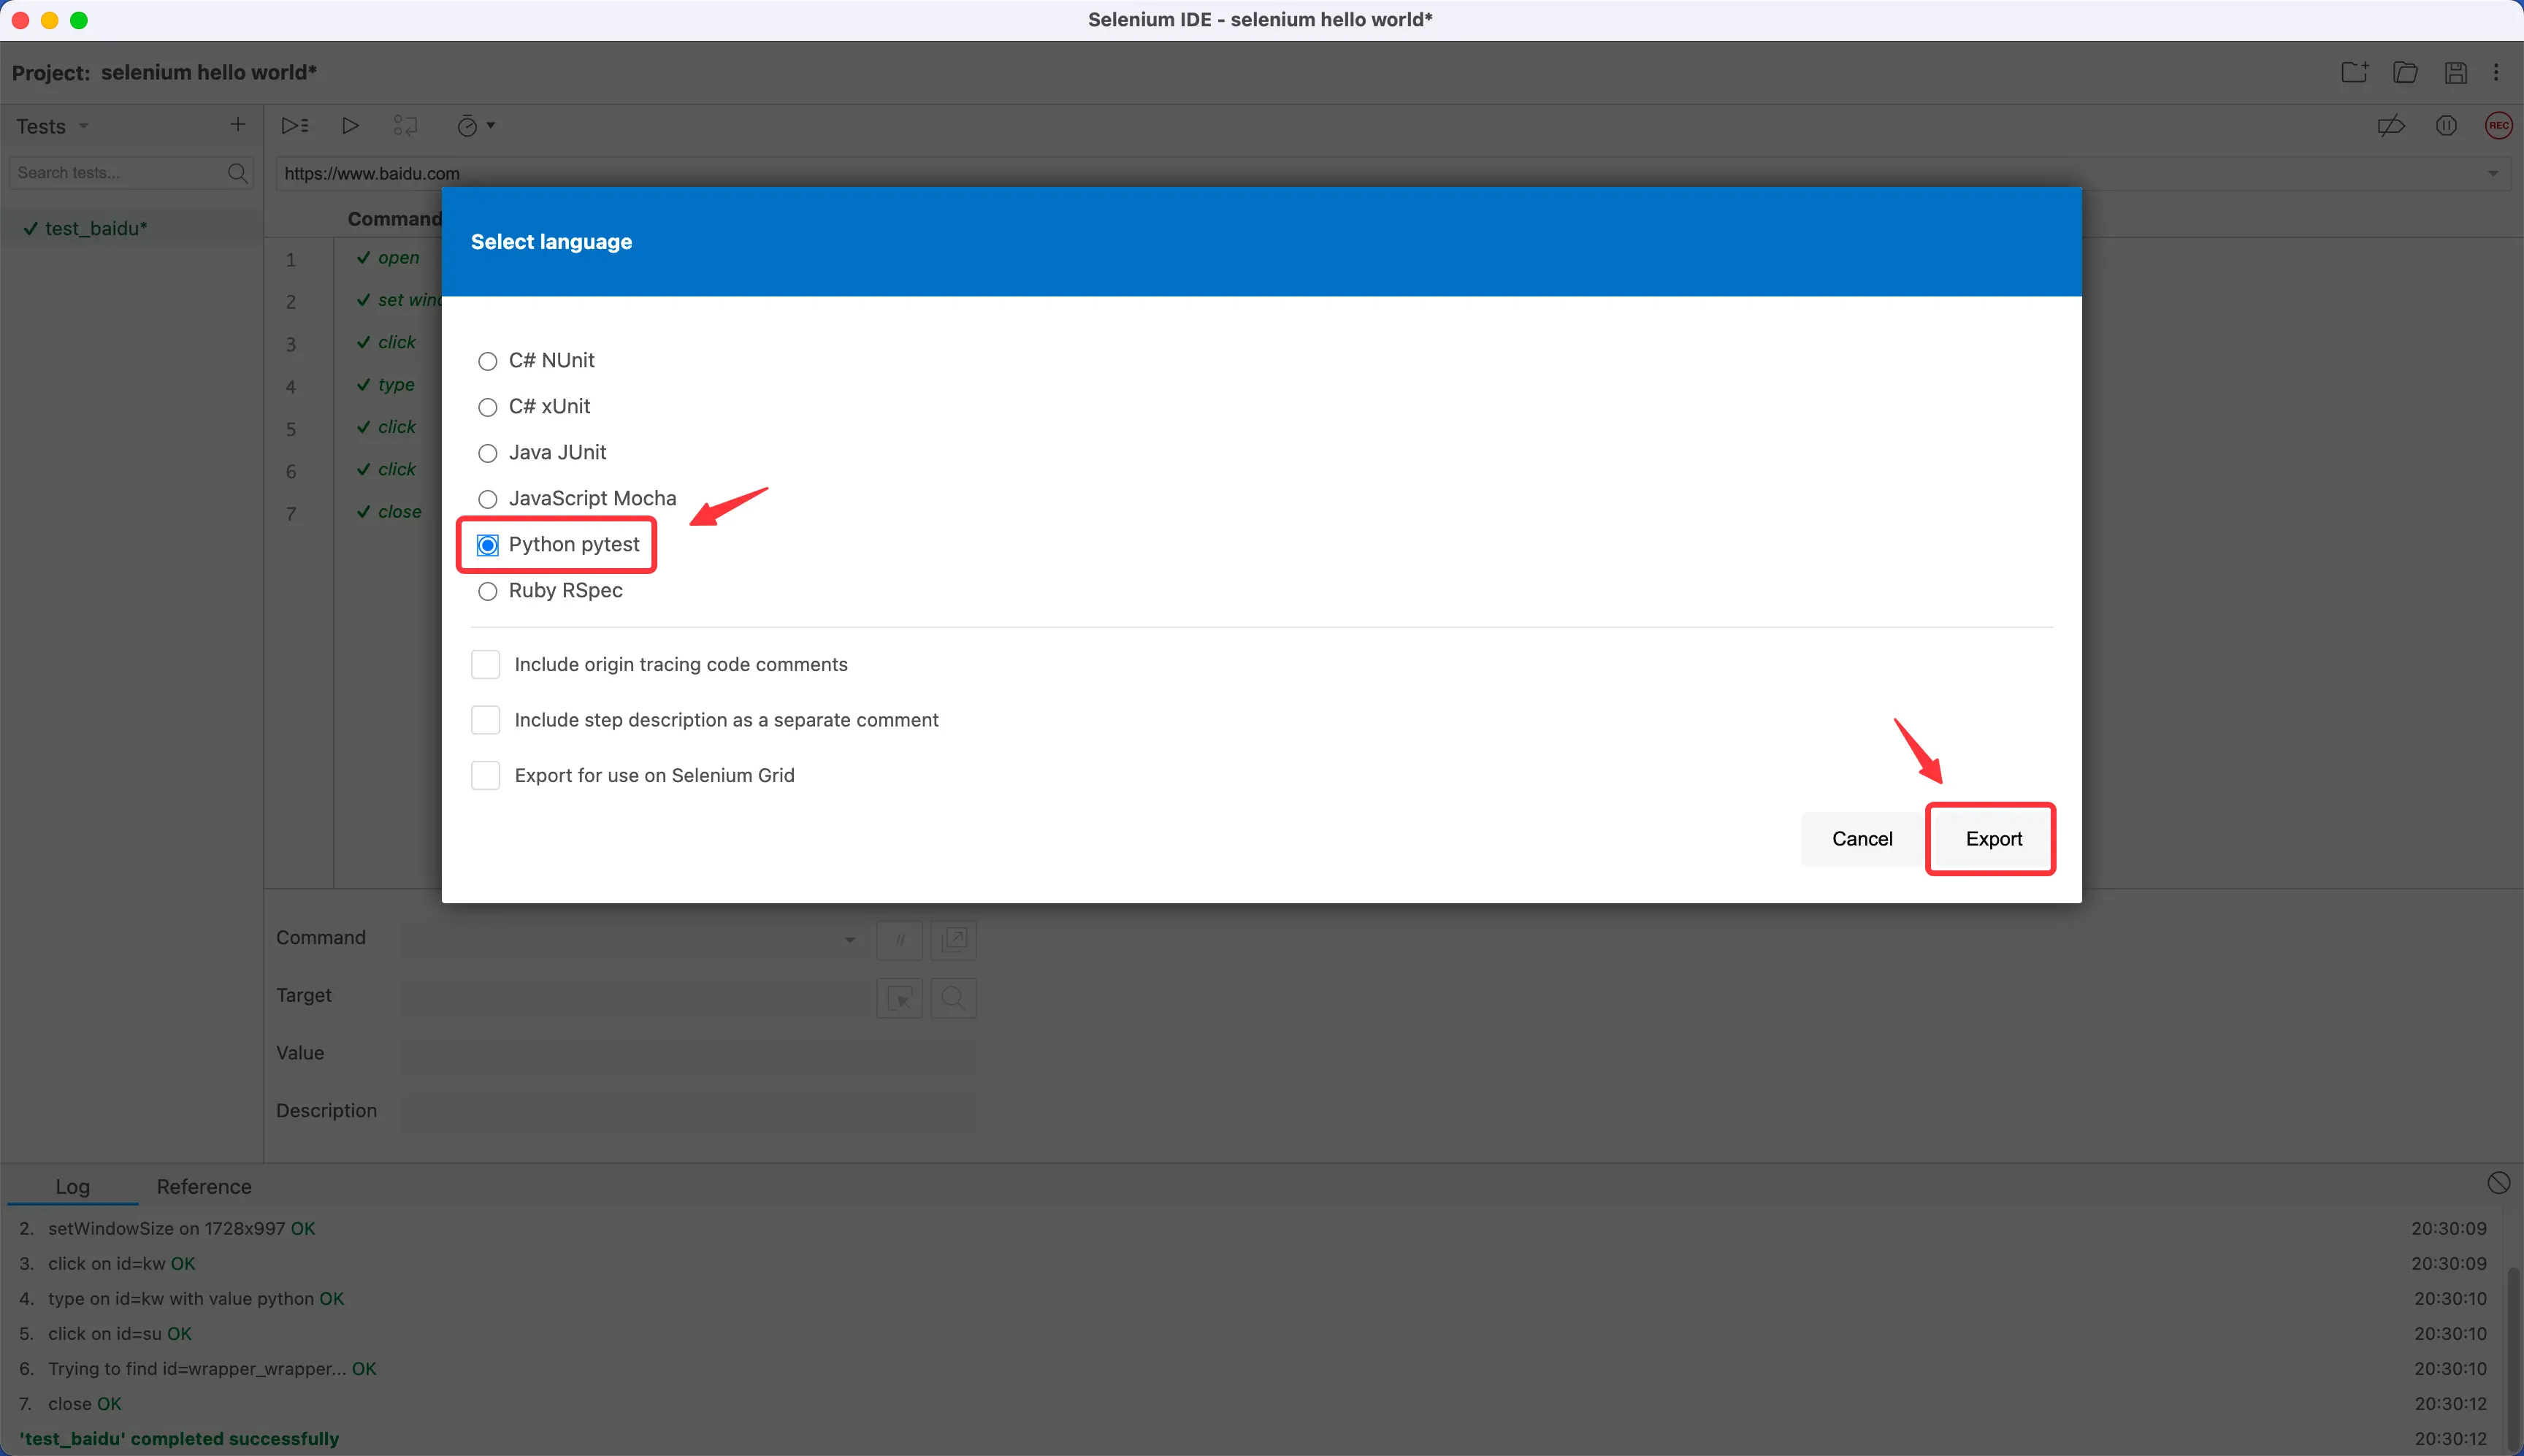 Selenium IDE - selenium hello world*
Project: selenium hello world*
Tests
Search tests...
REC
https://www.baidu.com
✓ test_baidu*
Command
1 ✓ open
2 ✓ set wind
3 ✓ click
4 ✓ type
5 ✓ click
6 ✓ click
7 ✓ close
Select language
C# NUnit
C# xUnit
Java JUnit
JavaScript Mocha
Python pytest
Ruby RSpec
Include origin tracing code comments
Include step description as a separate comment
Export for use on Selenium Grid
Cancel Export
Command //
Target
Value
Description
Log Reference
2. setWindowSize on 1728x997 OK 20:30:09
3. click on id=kw OK 20:30:09
4. type on id=kw with value python OK 20:30:10
5. click on id=su OK 20:30:10
6. Trying to find id=wrapper_wrapper... OK 20:30:10
7. close OK 20:30:12
'test_baidu' completed successfully 20:30:12